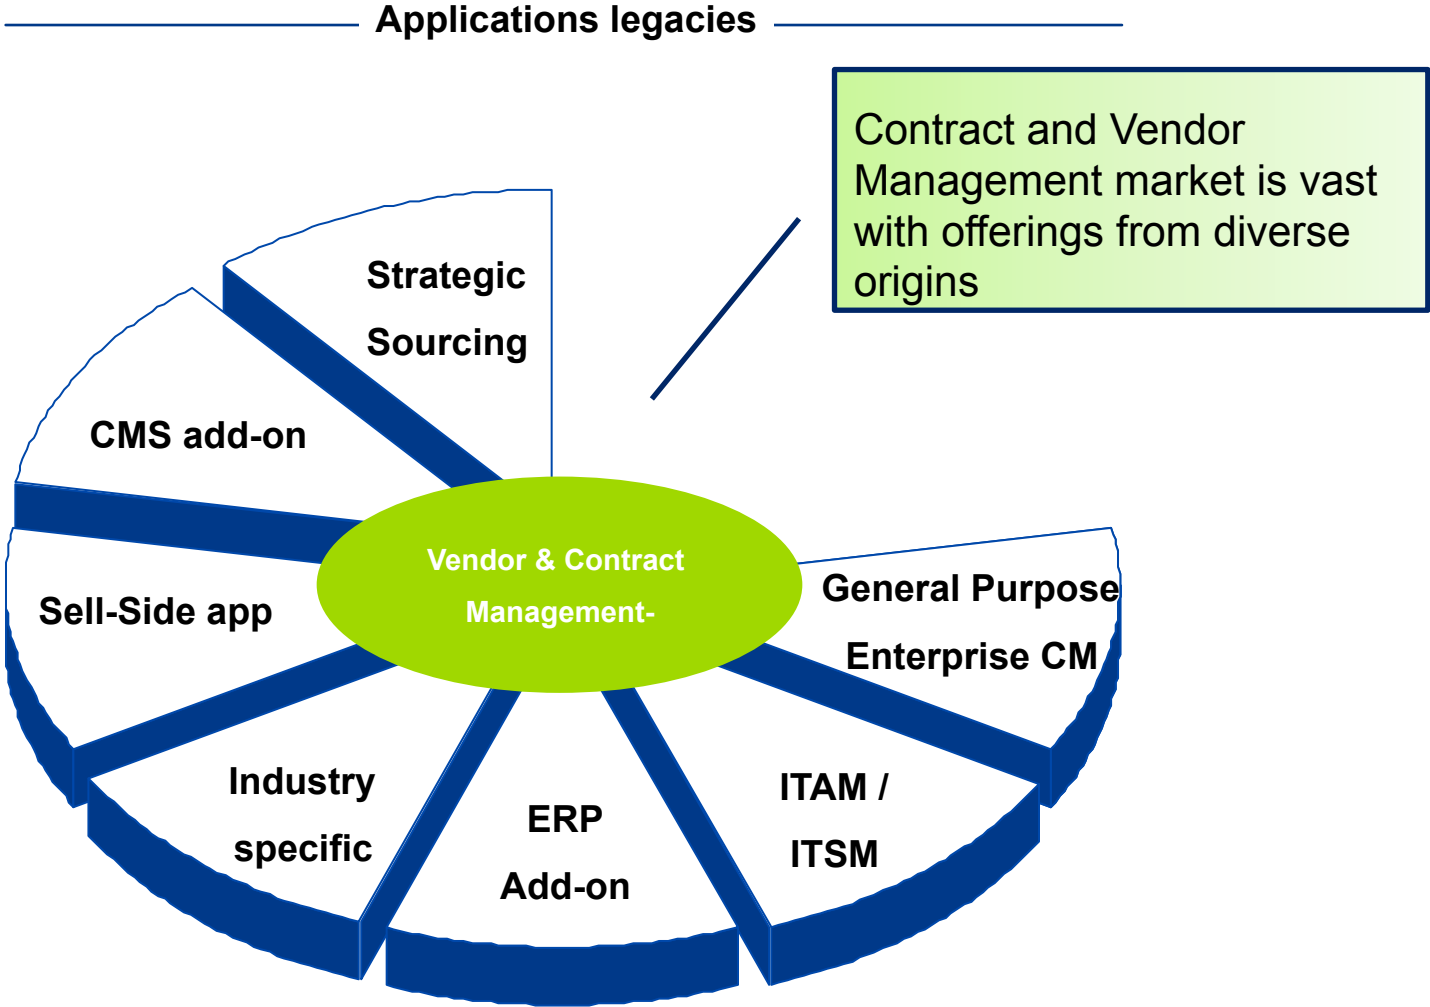 Applications legacies
Contract and Vendor
Management market is vast
with offerings from diverse
origins
Strategic
Sourcing
CMS add-on
Vendor & Contract
Management-
General Purpose
Enterprise CM
Sell-Side app
Industry
specific
ERP
Add-on
ITAM /
ITSM